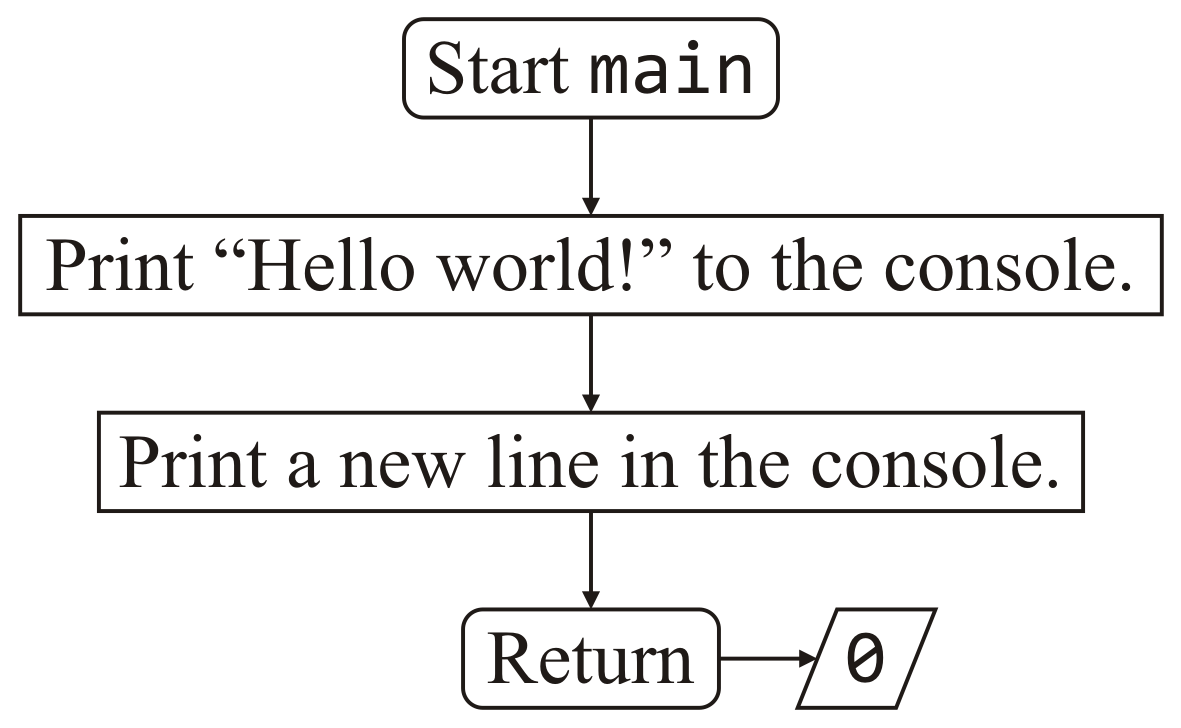 Start main
Print “Hello world!” to the console.
Print a new line in the console.
Return
0